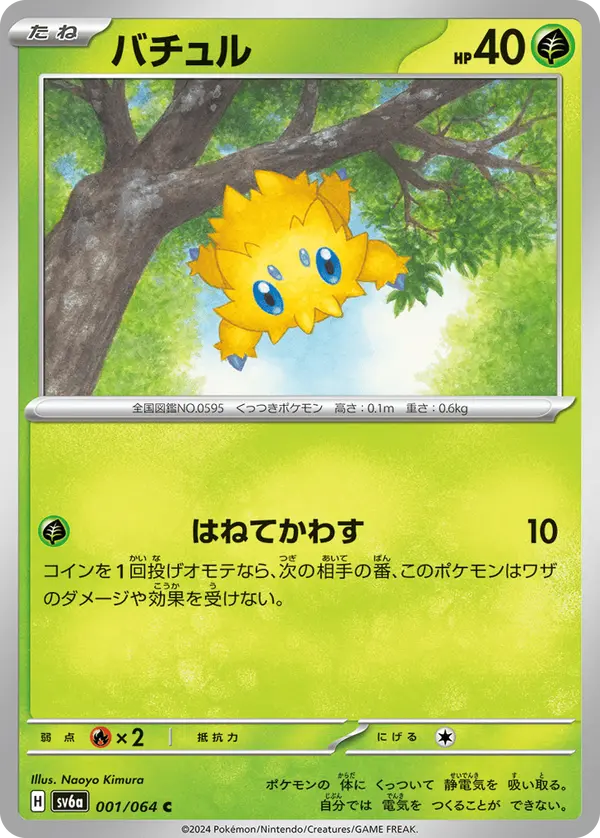 たね バチュル HP40
全国図鑑NO.0595 くっつきポケモン 高さ:0.1m 重さ:0.6kg
はねてかわす 10
コインを1回投げオモテなら、次の相手の番、このポケモンはワザ
のダメージや効果を受けない。
弱点 ×2 抵抗力 にげる
Illus. Naoyo Kimura
H sv6a 001/064 C
ポケモンの 体に くっついて 静電気を 吸い取る。
自分では 電気を つくることが できない。
©2024 Pokémon/Nintendo/Creatures/GAME FREAK.